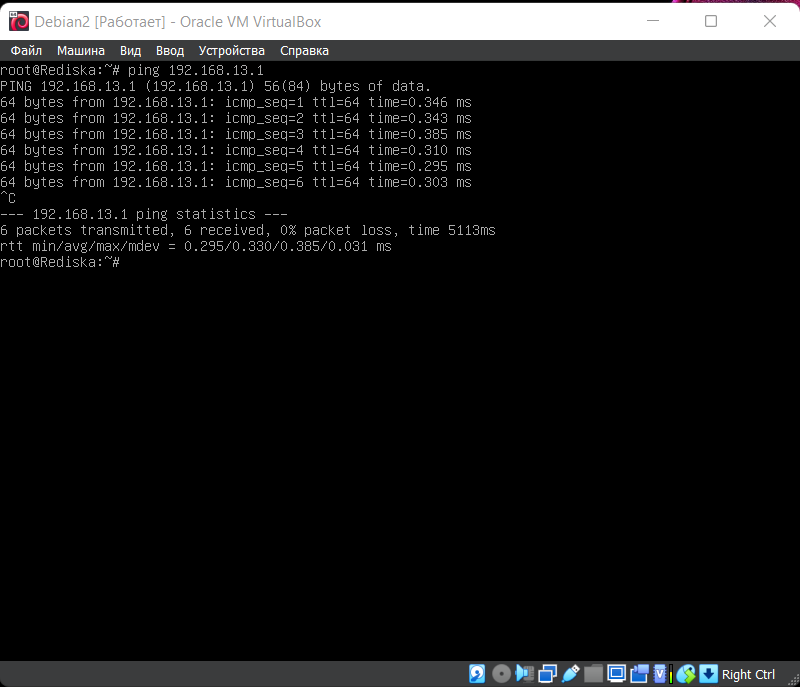 Debian2 [Работает] - Oracle VM VirtualBox
Файл Машина Вид Ввод Устройства Справка
root@Rediska:~# ping 192.168.13.1
PING 192.168.13.1 (192.168.13.1) 56(84) bytes of data.
64 bytes from 192.168.13.1: icmp_seq=1 ttl=64 time=0.346 ms
64 bytes from 192.168.13.1: icmp_seq=2 ttl=64 time=0.343 ms
64 bytes from 192.168.13.1: icmp_seq=3 ttl=64 time=0.385 ms
64 bytes from 192.168.13.1: icmp_seq=4 ttl=64 time=0.310 ms
64 bytes from 192.168.13.1: icmp_seq=5 ttl=64 time=0.295 ms
64 bytes from 192.168.13.1: icmp_seq=6 ttl=64 time=0.303 ms
^C
--- 192.168.13.1 ping statistics ---
6 packets transmitted, 6 received, 0% packet loss, time 5113ms
rtt min/avg/max/mdev = 0.295/0.330/0.385/0.031 ms
root@Rediska:~#
Right Ctrl